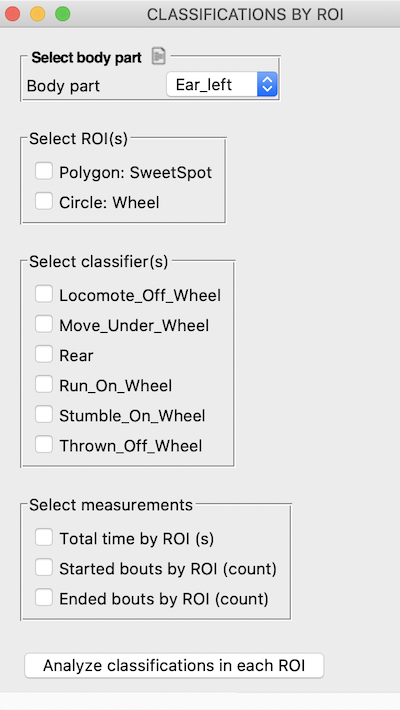 CLASSIFICATIONS BY ROI
Select body part
Body part Ear_left
Select ROI(s)
Polygon: SweetSpot
Circle: Wheel
Select classifier(s)
Locomote_Off_Wheel
Move_Under_Wheel
Rear
Run_On_Wheel
Stumble_On_Wheel
Thrown_Off_Wheel
Select measurements
Total time by ROI (s)
Started bouts by ROI (count)
Ended bouts by ROI (count)
Analyze classifications in each ROI